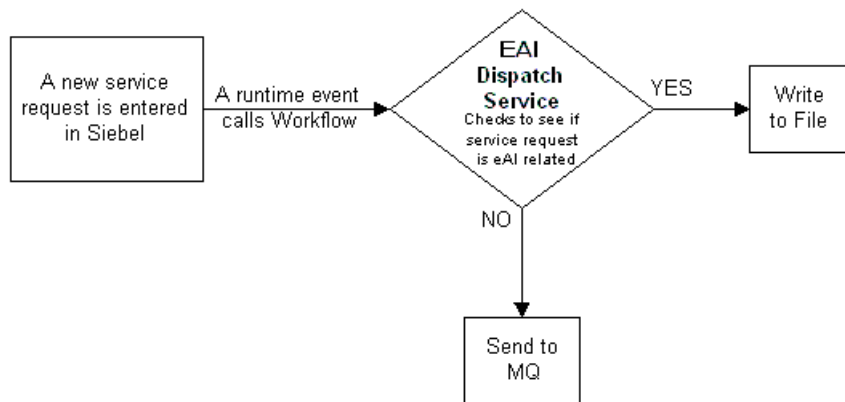 A new service
request is entered
in Siebel
A runtime event
calls Workflow
EAI
Dispatch
Service
Checks to see if
service request
is eAI related
YES
Write
to File
NO
Send to
MQ